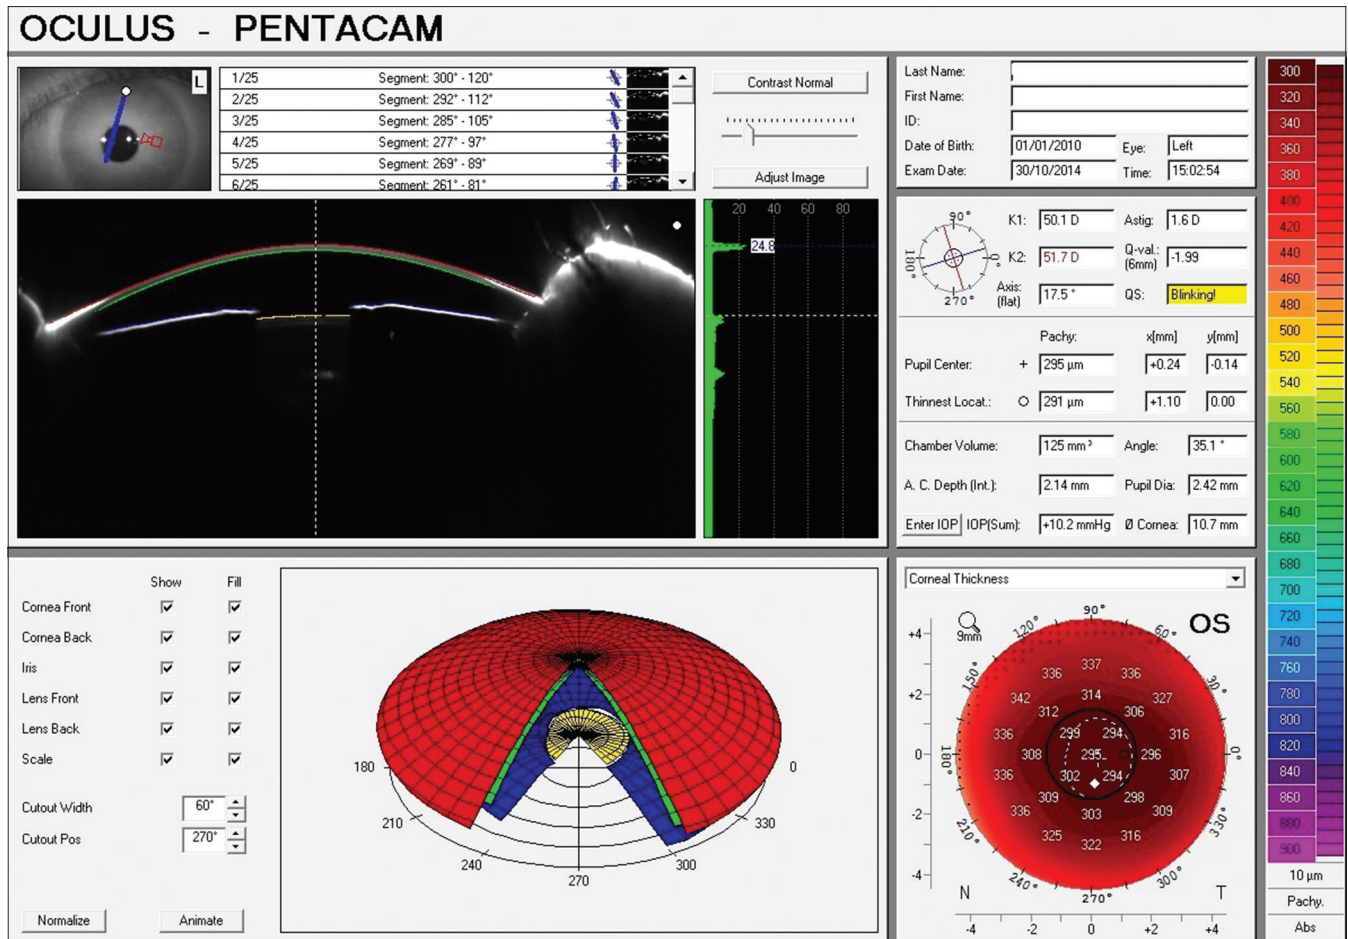 OCULUS - PENTACAM
L
1/25 Segment: 300° - 120°
2/25 Segment: 292° - 112°
3/25 Segment: 285° - 105°
4/25 Segment: 277° - 97°
5/25 Segment: 269° - 89°
6/25 Segment: 261° - 81°
Contrast Normal
Adjust Image
Last Name:
First Name:
ID:
Date of Birth: 01/01/2010 Eye: Left
Exam Date: 30/10/2014 Time: 15:02:54
20 40 60 80
24.8
90°
180°
0°
270°
K1: 50.1 D Astig: 1.6 D
K2: 51.7 D Q-val.: (6mm) -1.99
Axis: (flat) 17.5 ° QS: Blinking!
Pachy: x[mm] y[mm]
Pupil Center: + 295 µm +0.24 -0.14
Thinnest Locat.: O 291 µm +1.10 0.00
Chamber Volume: 125 mm³ Angle: 35.1 °
A. C. Depth (Int.): 2.14 mm Pupil Dia: 2.42 mm
Enter IOP IOP(Sum): +10.2 mmHg Ø Cornea: 10.7 mm
Show Fill
Cornea Front
Cornea Back
Iris
Lens Front
Lens Back
Scale
Cutout Width 60°
Cutout Pos 270°
Normalize Animate
180
210
240
270
300
330
0
Corneal Thickness
OS
9mm
90°
120° 60°
150° 30°
180° 0°
210° 330°
240° 300°
270°
+4
+2
0
-2
-4
337
336 336
342 314 327
312 306
336 299 294 316
308 295 296
336 302 294 307
309 298
336 303 309
325 316
322
N T
-4 -2 0 +2 +4
300
320
340
360
380
400
420
440
460
480
500
520
540
560
580
600
620
640
660
680
700
720
740
760
780
800
820
840
860
880
900
10 µm
Pachy.
Abs